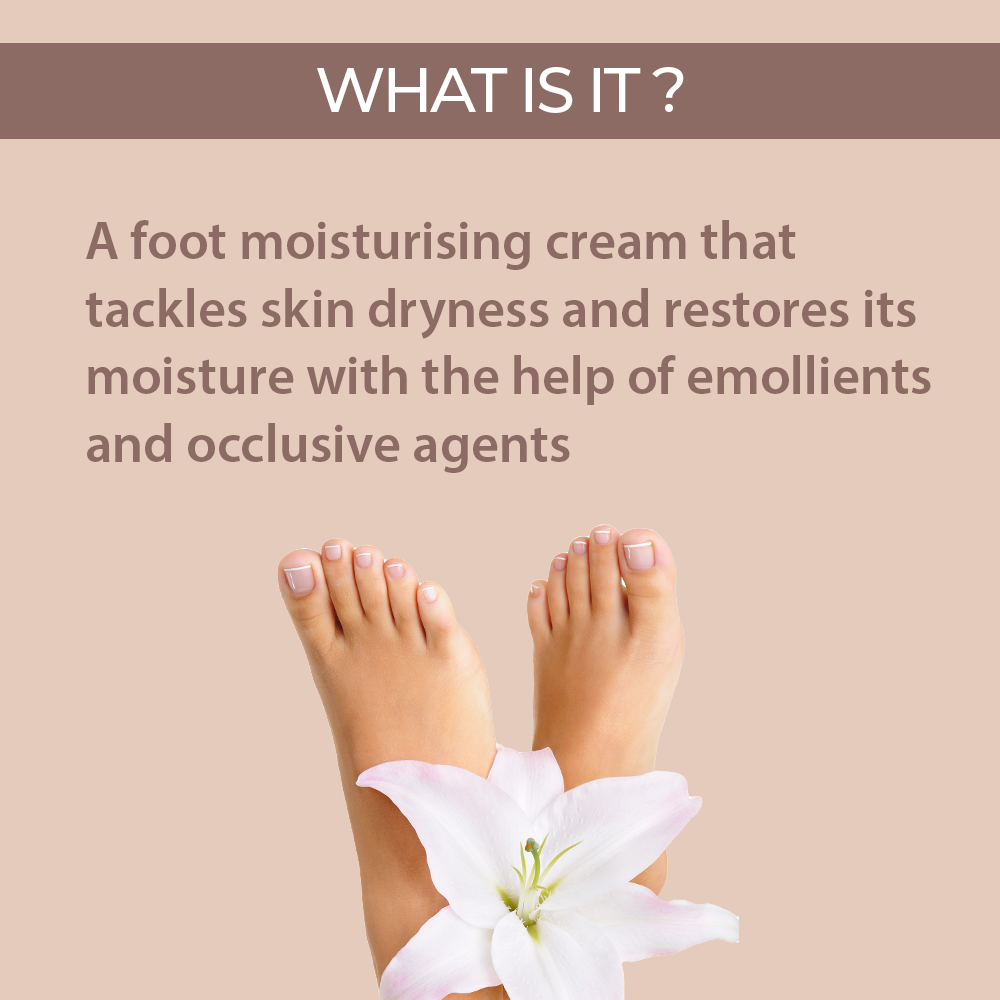 WHAT IS IT ?
A foot moisturising cream that
tackles skin dryness and restores its
moisture with the help of emollients
and occlusive agents